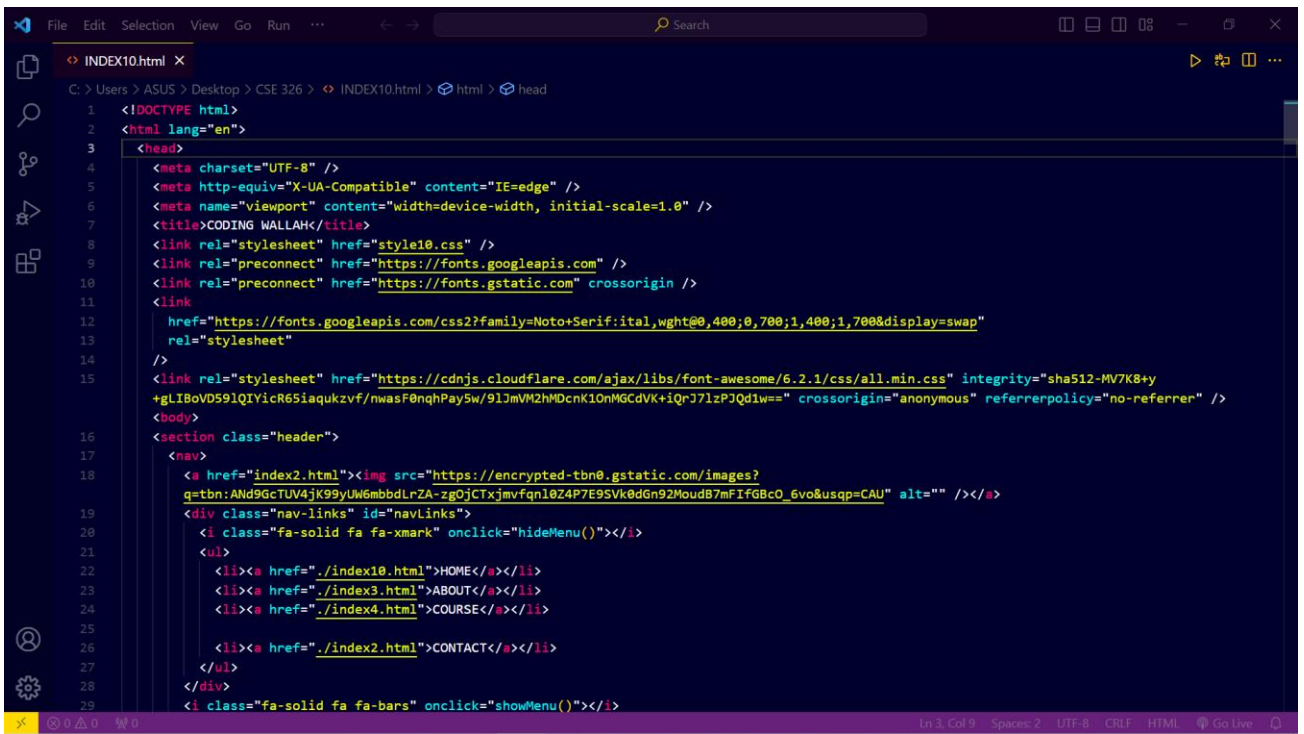 File Edit Selection View Go Run ··· Search
INDEX10.html
C: > Users > ASUS > Desktop > CSE 326 > INDEX10.html > html > head
1 <!DOCTYPE html>
2 <html lang="en">
3 <head>
4 <meta charset="UTF-8" />
5 <meta http-equiv="X-UA-Compatible" content="IE=edge" />
6 <meta name="viewport" content="width=device-width, initial-scale=1.0" />
7 <title>CODING WALLAH</title>
8 <link rel="stylesheet" href="style10.css" />
9 <link rel="preconnect" href="https://fonts.googleapis.com" />
10 <link rel="preconnect" href="https://fonts.gstatic.com" crossorigin />
11 <link
12 href="https://fonts.googleapis.com/css2?family=Noto+Serif:ital,wght@0,400;0,700;1,400;1,700&display=swap"
13 rel="stylesheet"
14 />
15 <link rel="stylesheet" href="https://cdnjs.cloudflare.com/ajax/libs/font-awesome/6.2.1/css/all.min.css" integrity="sha512-MV7K8+y
+gLIBoVD59lQIYicR65iaqukzvf/nwasF0nqhPay5w/9lJmVM2hMDcnK1OnMGCdVK+iQrJ7lzPJQd1w==" crossorigin="anonymous" referrerpolicy="no-referrer" />
<body>
16 <section class="header">
17 <nav>
18 <a href="index2.html"><img src="https://encrypted-tbn0.gstatic.com/images?
q=tbn:ANd9GcTUV4jK99yUW6mbbdLrZA-zgOjCTxjmvfqnl0Z4P7E9SVk0dGn92MoudB7mFIfGBcO_6vo&usqp=CAU" alt="" /></a>
19 <div class="nav-links" id="navLinks">
20 <i class="fa-solid fa fa-xmark" onclick="hideMenu()"></i>
21 <ul>
22 <li><a href="./index10.html">HOME</a></li>
23 <li><a href="./index3.html">ABOUT</a></li>
24 <li><a href="./index4.html">COURSE</a></li>
25
26 <li><a href="./index2.html">CONTACT</a></li>
27 </ul>
28 </div>
29 <i class="fa-solid fa fa-bars" onclick="showMenu()"></i>
0 0 0 Ln 3, Col 9 Spaces: 2 UTF-8 CRLF HTML Go Live